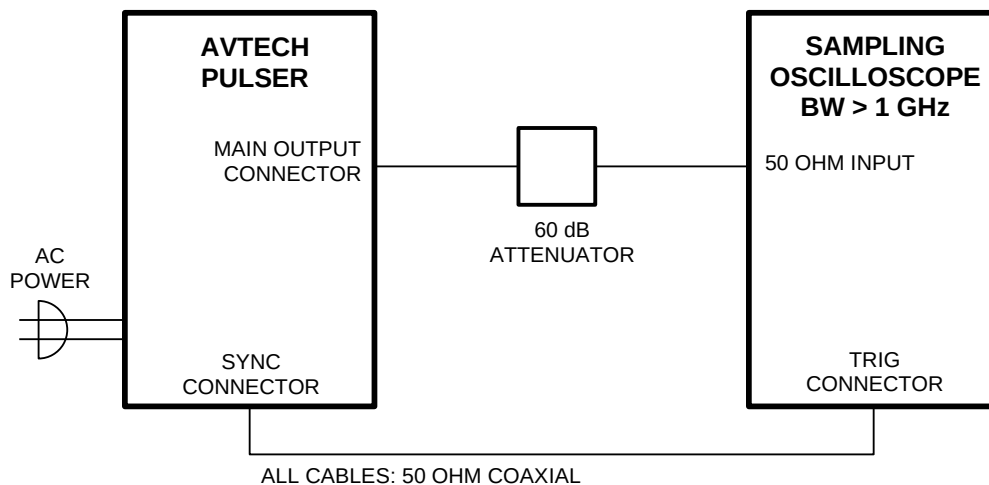 AVTECH
PULSER
MAIN OUTPUT
CONNECTOR
AC
POWER
SYNC
CONNECTOR
60 dB
ATTENUATOR
SAMPLING
OSCILLOSCOPE
BW > 1 GHz
50 OHM INPUT
TRIG
CONNECTOR
ALL CABLES: 50 OHM COAXIAL